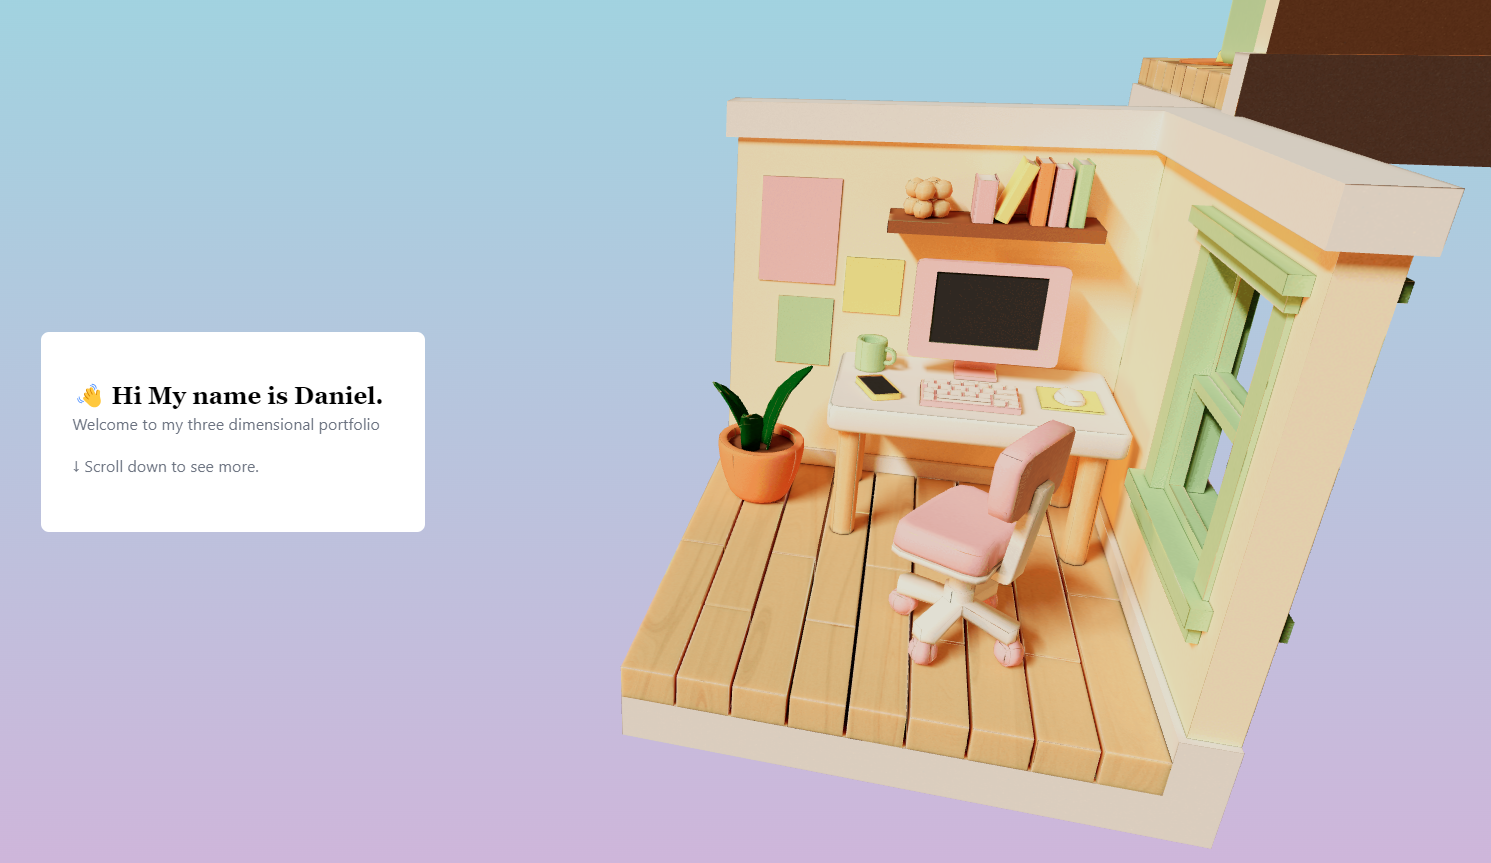 👋 Hi My name is Daniel.
Welcome to my three dimensional portfolio
↓ Scroll down to see more.